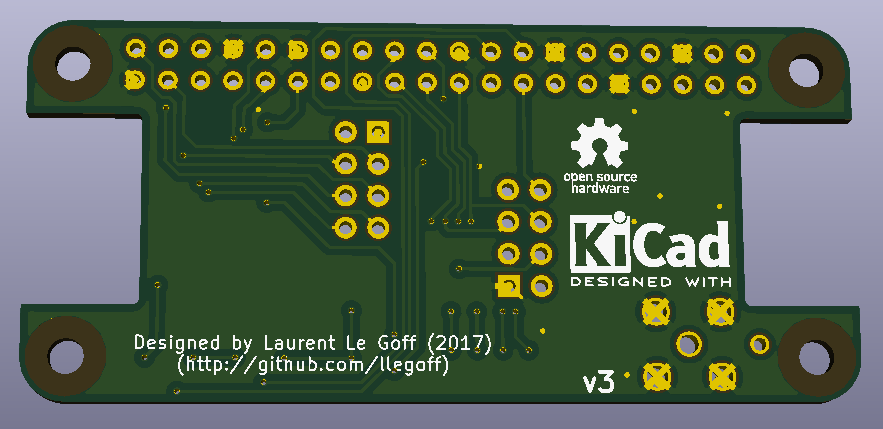 open source
hardware
KiCad
DESIGNED WITH
Designed by Laurent Le Goff (2017)
(http://github.com/llegoff)
v3